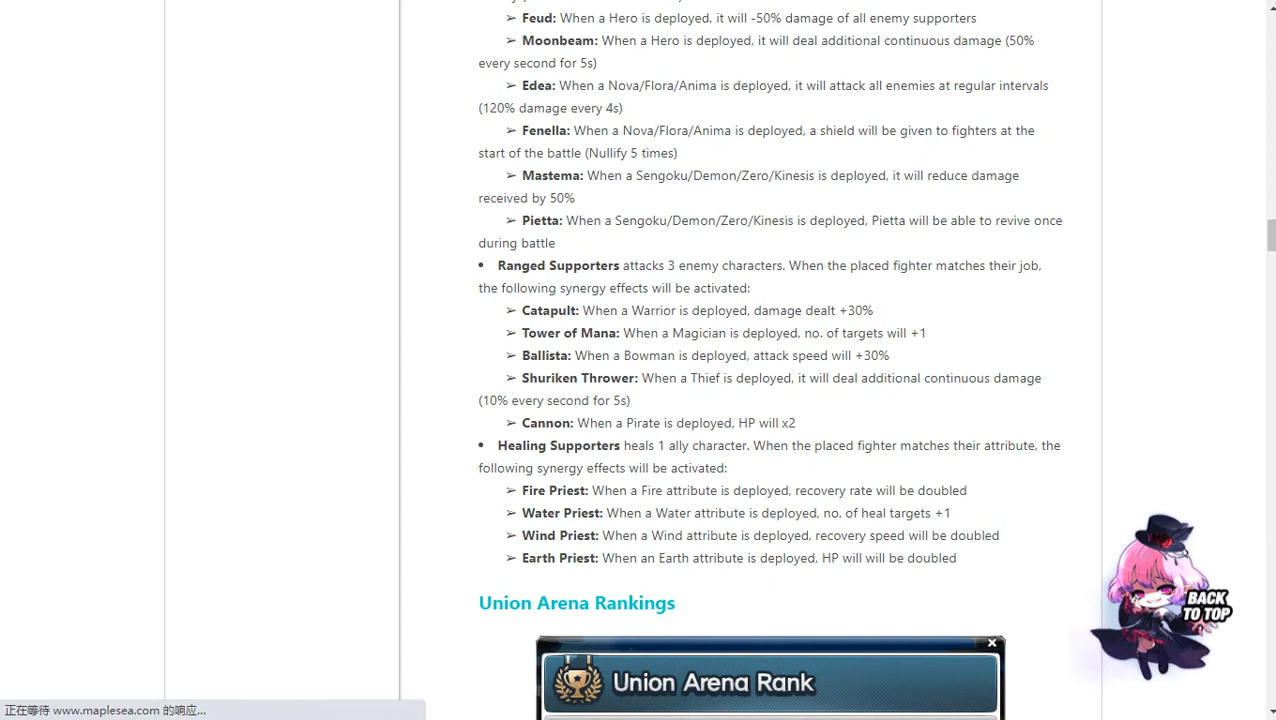 ➢ Feud: When a Hero is deployed, it will -50% damage of all enemy supporters
➢ Moonbeam: When a Hero is deployed, it will deal additional continuous damage (50%
every second for 5s)
➢ Edea: When a Nova/Flora/Anima is deployed, it will attack all enemies at regular intervals
(120% damage every 4s)
➢ Fenella: When a Nova/Flora/Anima is deployed, a shield will be given to fighters at the
start of the battle (Nullify 5 times)
➢ Mastema: When a Sengoku/Demon/Zero/Kinesis is deployed, it will reduce damage
received by 50%
➢ Pietta: When a Sengoku/Demon/Zero/Kinesis is deployed, Pietta will be able to revive once
during battle
• Ranged Supporters attacks 3 enemy characters. When the placed fighter matches their job,
the following synergy effects will be activated:
➢ Catapult: When a Warrior is deployed, damage dealt +30%
➢ Tower of Mana: When a Magician is deployed, no. of targets will +1
➢ Ballista: When a Bowman is deployed, attack speed will +30%
➢ Shuriken Thrower: When a Thief is deployed, it will deal additional continuous damage
(10% every second for 5s)
➢ Cannon: When a Pirate is deployed, HP will x2
• Healing Supporters heals 1 ally character. When the placed fighter matches their attribute, the
following synergy effects will be activated:
➢ Fire Priest: When a Fire attribute is deployed, recovery rate will be doubled
➢ Water Priest: When a Water attribute is deployed, no. of heal targets +1
➢ Wind Priest: When a Wind attribute is deployed, recovery speed will be doubled
➢ Earth Priest: When an Earth attribute is deployed, HP will will be doubled
Union Arena Rankings
Union Arena Rank
BACK
TO TOP
正在等待 www.maplesea.com 的响应...